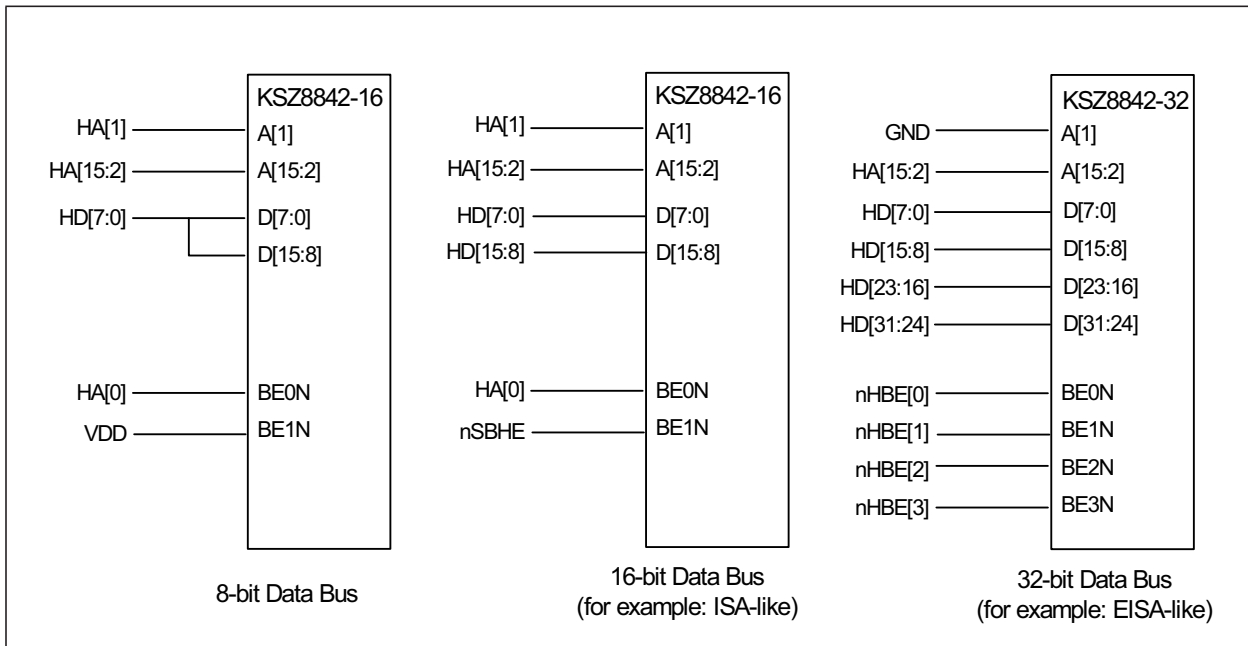 KSZ8842-16
HA[1]
A[1]
HA[15:2]
A[15:2]
HD[7:0]
D[7:0]
D[15:8]
HA[0]
BE0N
VDD
BE1N
8-bit Data Bus
KSZ8842-16
HA[1]
A[1]
HA[15:2]
A[15:2]
HD[7:0]
D[7:0]
HD[15:8]
D[15:8]
HA[0]
BE0N
nSBHE
BE1N
16-bit Data Bus
(for example: ISA-like)
KSZ8842-32
GND
A[1]
HA[15:2]
A[15:2]
HD[7:0]
D[7:0]
HD[15:8]
D[15:8]
HD[23:16]
D[23:16]
HD[31:24]
D[31:24]
nHBE[0]
BE0N
nHBE[1]
BE1N
nHBE[2]
BE2N
nHBE[3]
BE3N
32-bit Data Bus
(for example: EISA-like)